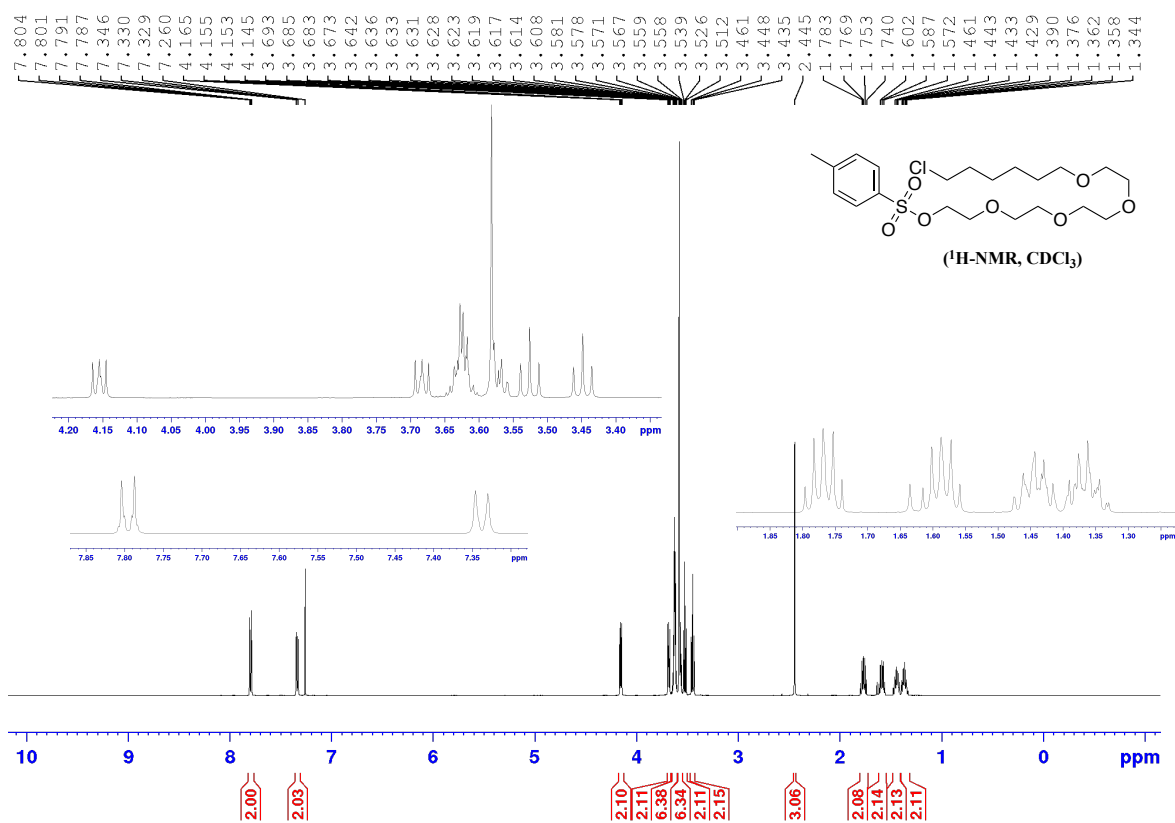 7.804 7.801 7.791 7.787 7.346 7.330 7.329 7.260 4.165 4.155 4.153 4.145 3.693 3.685 3.683 3.673 3.642 3.636 3.633 3.631 3.628 3.623 3.619 3.617 3.614 3.608 3.581 3.578 3.571 3.567 3.559 3.558 3.539 3.526 3.512 3.461 3.448 3.435 2.445 1.783 1.769 1.753 1.740 1.602 1.587 1.572 1.461 1.443 1.433 1.429 1.390 1.376 1.362 1.358 1.344
Cl
O
O
S
O
O
O
O
O
(¹H-NMR, CDCl₃)
4.20 4.15 4.10 4.05 4.00 3.95 3.90 3.85 3.80 3.75 3.70 3.65 3.60 3.55 3.50 3.45 3.40 ppm
1.85 1.80 1.75 1.70 1.65 1.60 1.55 1.50 1.45 1.40 1.35 1.30 ppm
7.85 7.80 7.75 7.70 7.65 7.60 7.55 7.50 7.45 7.40 7.35 ppm
10 9 8 7 6 5 4 3 2 1 0 ppm
2.00 2.03 2.10 2.11 6.38 6.34 2.11 2.15 3.06 2.08 2.14 2.13 2.11